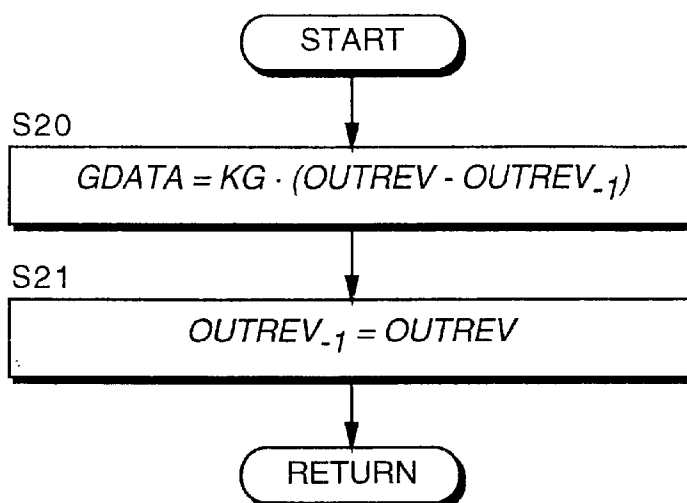 START
S20
GDATA = KG · (OUTREV - OUTREV-1)
S21
OUTREV-1 = OUTREV
RETURN